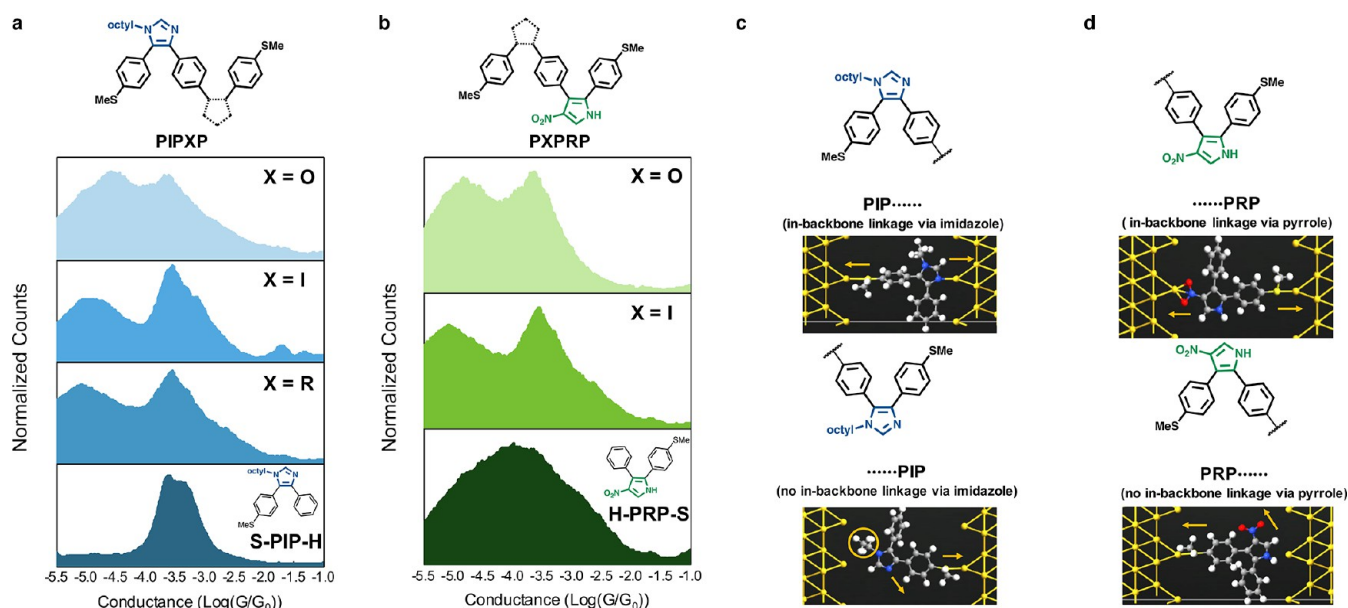 a
octyl
N
N
SMe
MeS
PIPXP
X = O
X = I
X = R
octyl
N
N
MeS
S-PIP-H
Normalized Counts
-5.5 -5.0 -4.5 -4.0 -3.5 -3.0 -2.5 -2.0 -1.5 -1.0
Conductance (Log(G/G0))
b
SMe
MeS
O2N
NH
PXPRP
X = O
X = I
SMe
O2N
NH
H-PRP-S
Normalized Counts
-5.5 -5.0 -4.5 -4.0 -3.5 -3.0 -2.5 -2.0 -1.5 -1.0
Conductance (Log(G/G0))
c
octyl
N
N
MeS
PIP······
(in-backbone linkage via imidazole)
SMe
octyl
N
N
······PIP
(no in-backbone linkage via imidazole)
d
SMe
O2N
NH
······PRP
( in-backbone linkage via pyrrole)
O2N
NH
MeS
PRP······
(no in-backbone linkage via pyrrole)